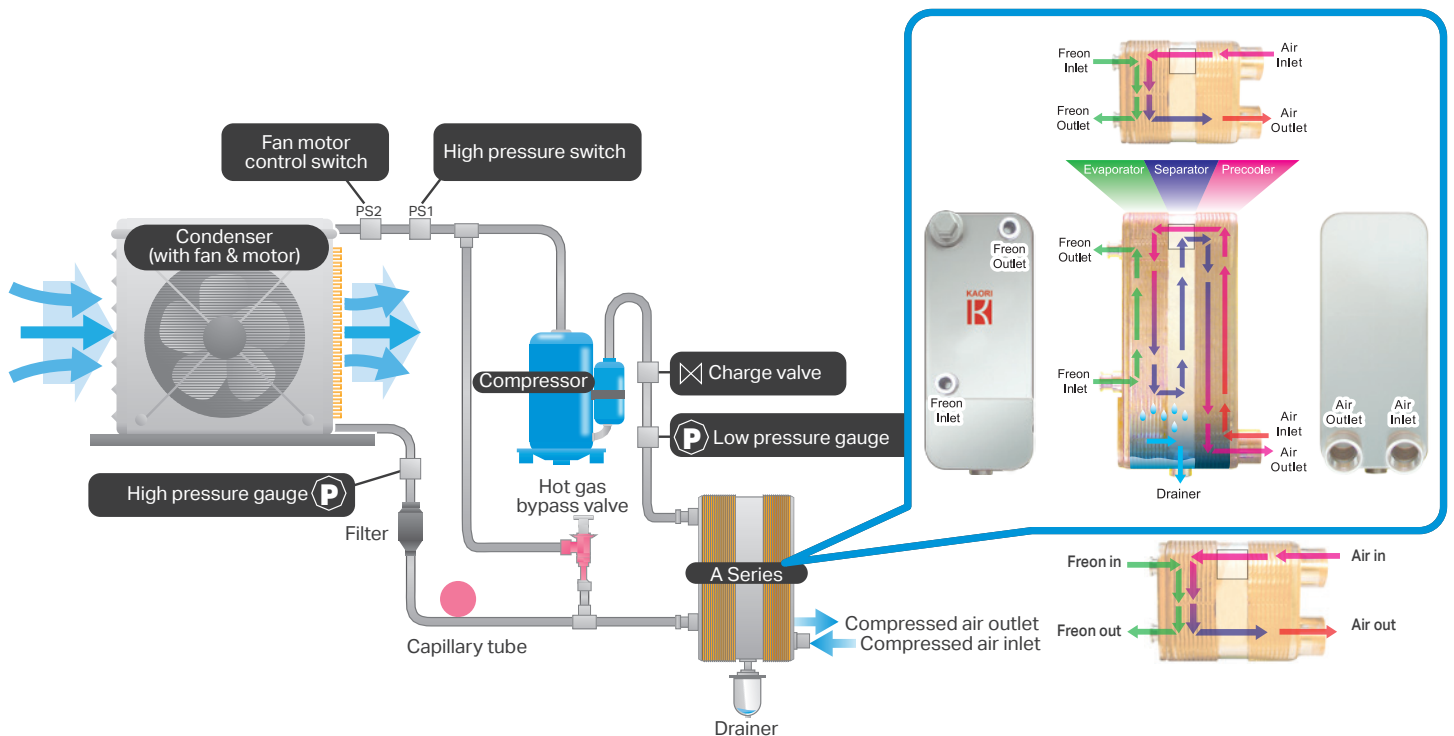 Fan motor
control switch
High pressure switch
PS2
PS1
Condenser
(with fan & motor)
Compressor
Charge valve
P Low pressure gauge
High pressure gauge P
Filter
Hot gas
bypass valve
A Series
Capillary tube
Compressed air outlet
Compressed air inlet
Drainer
Freon
Inlet
Air
Inlet
Freon
Outlet
Air
Outlet
Evaporator
Separator
Precooler
Freon
Outlet
KAORI
K
Freon
Inlet
Freon
Outlet
Freon
Inlet
Air
Inlet
Air
Outlet
Drainer
Air
Outlet
Air
Inlet
Freon in
Air in
Freon out
Air out